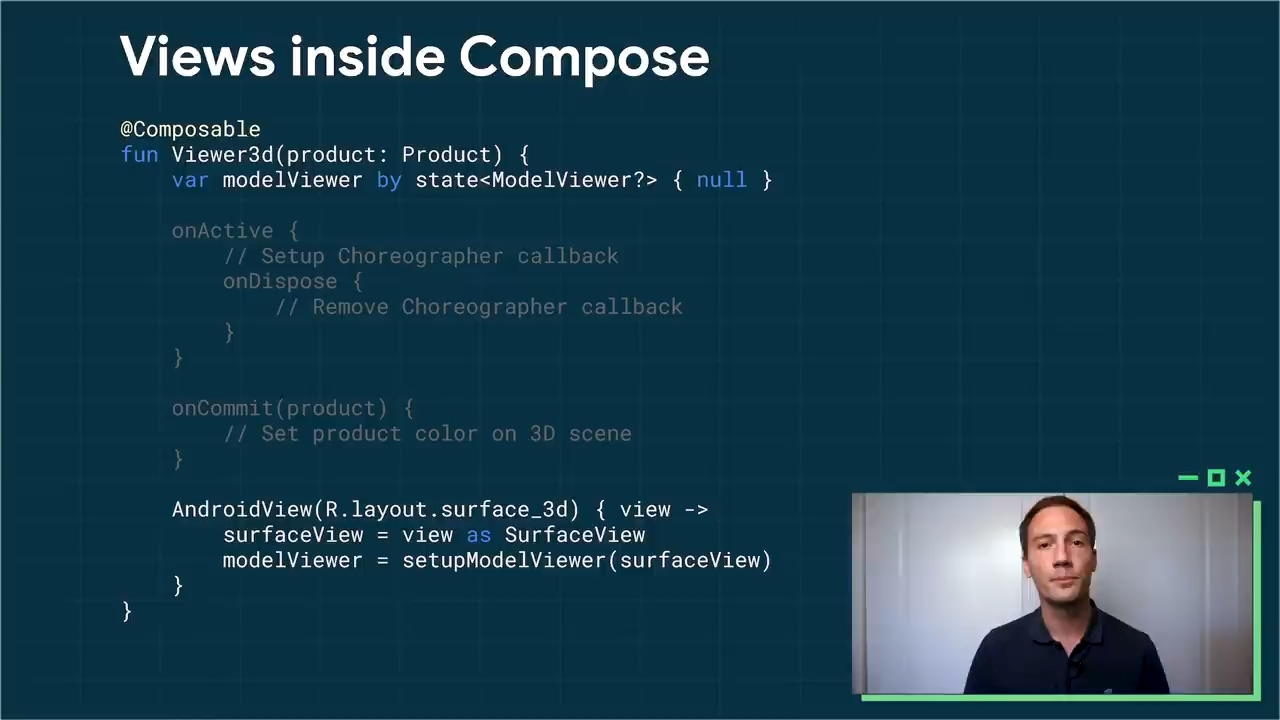 Views inside Compose
@Composable
fun Viewer3d(product: Product) {
    var modelViewer by state<ModelViewer?> { null }
    onActive {
        // Setup Choreographer callback
        onDispose {
            // Remove Choreographer callback
        }
    }
    onCommit(product) {
        // Set product color on 3D scene
    }
    AndroidView(R.layout.surface_3d) { view ->
        surfaceView = view as SurfaceView
        modelViewer = setupModelViewer(surfaceView)
    }
}